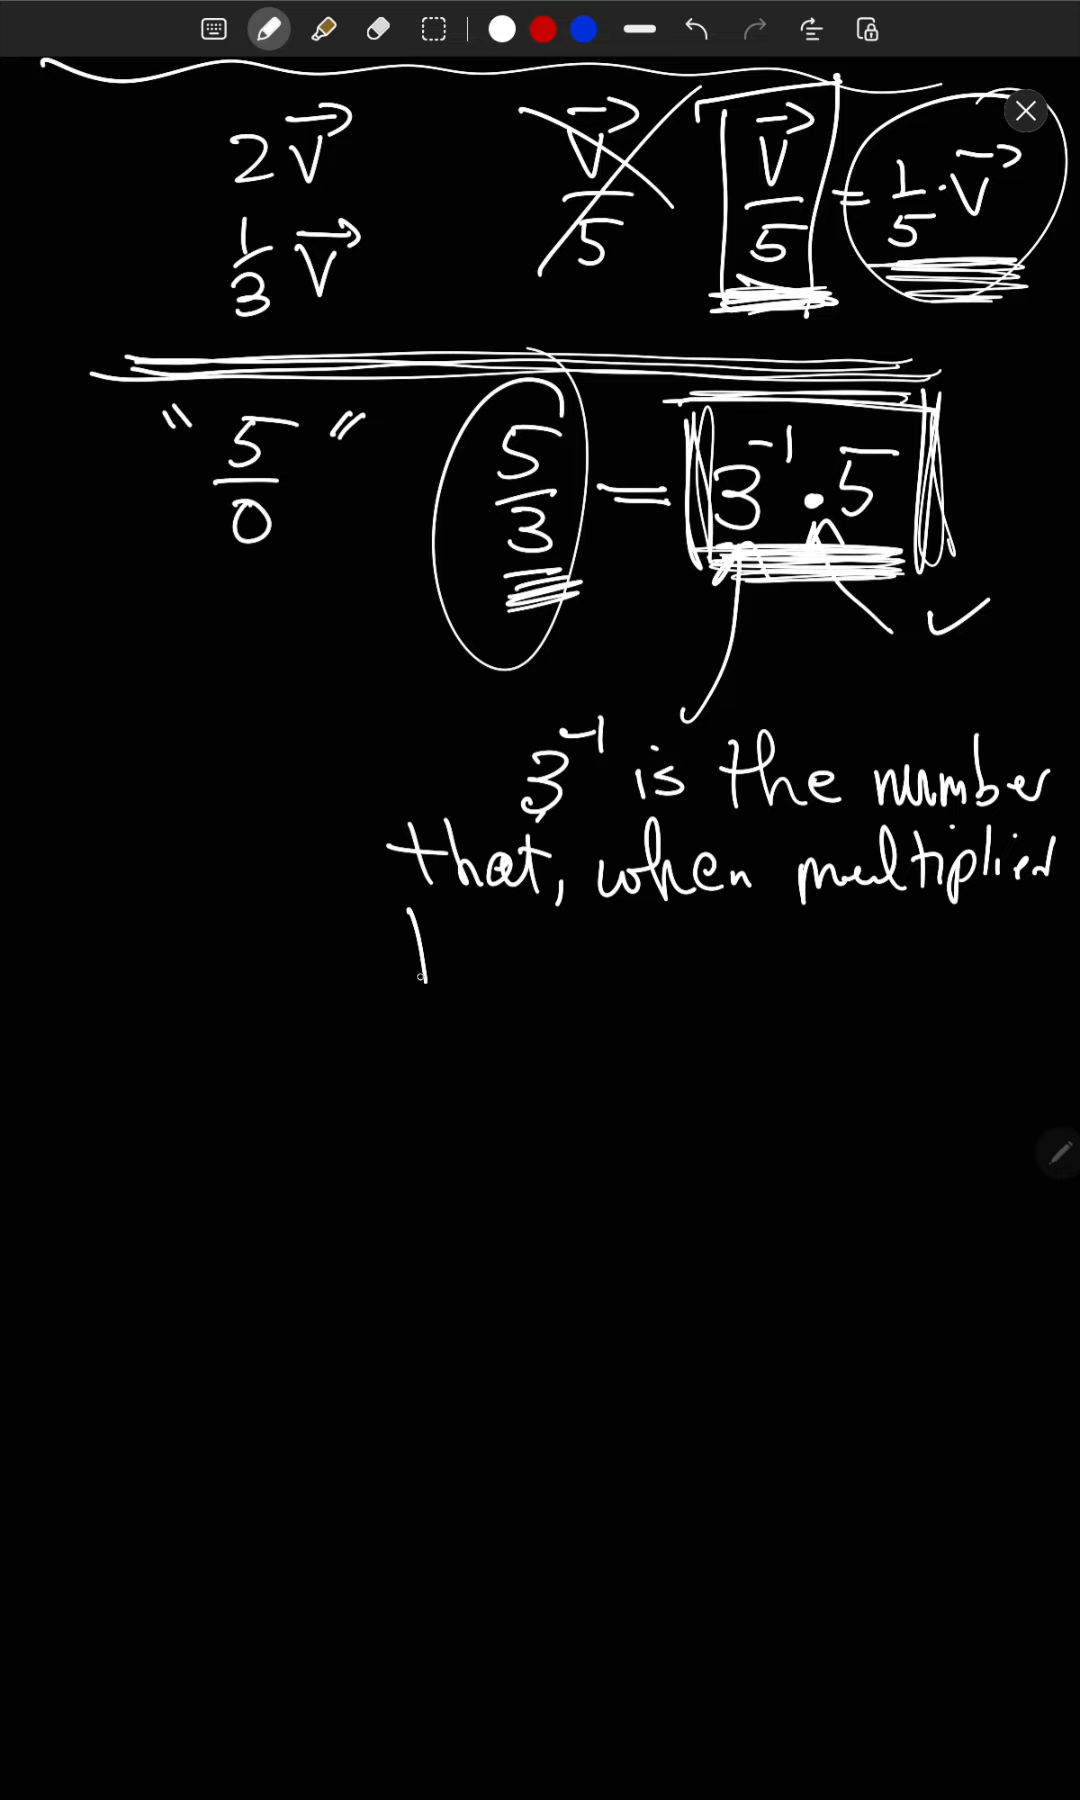 2 V⃗   V⃗/5   V⃗/5 = 1/5 · V⃗
1/3 V⃗
" 5/0 "   5/3 = 3⁻¹ · 5
3⁻¹ is the number
that, when multiplied